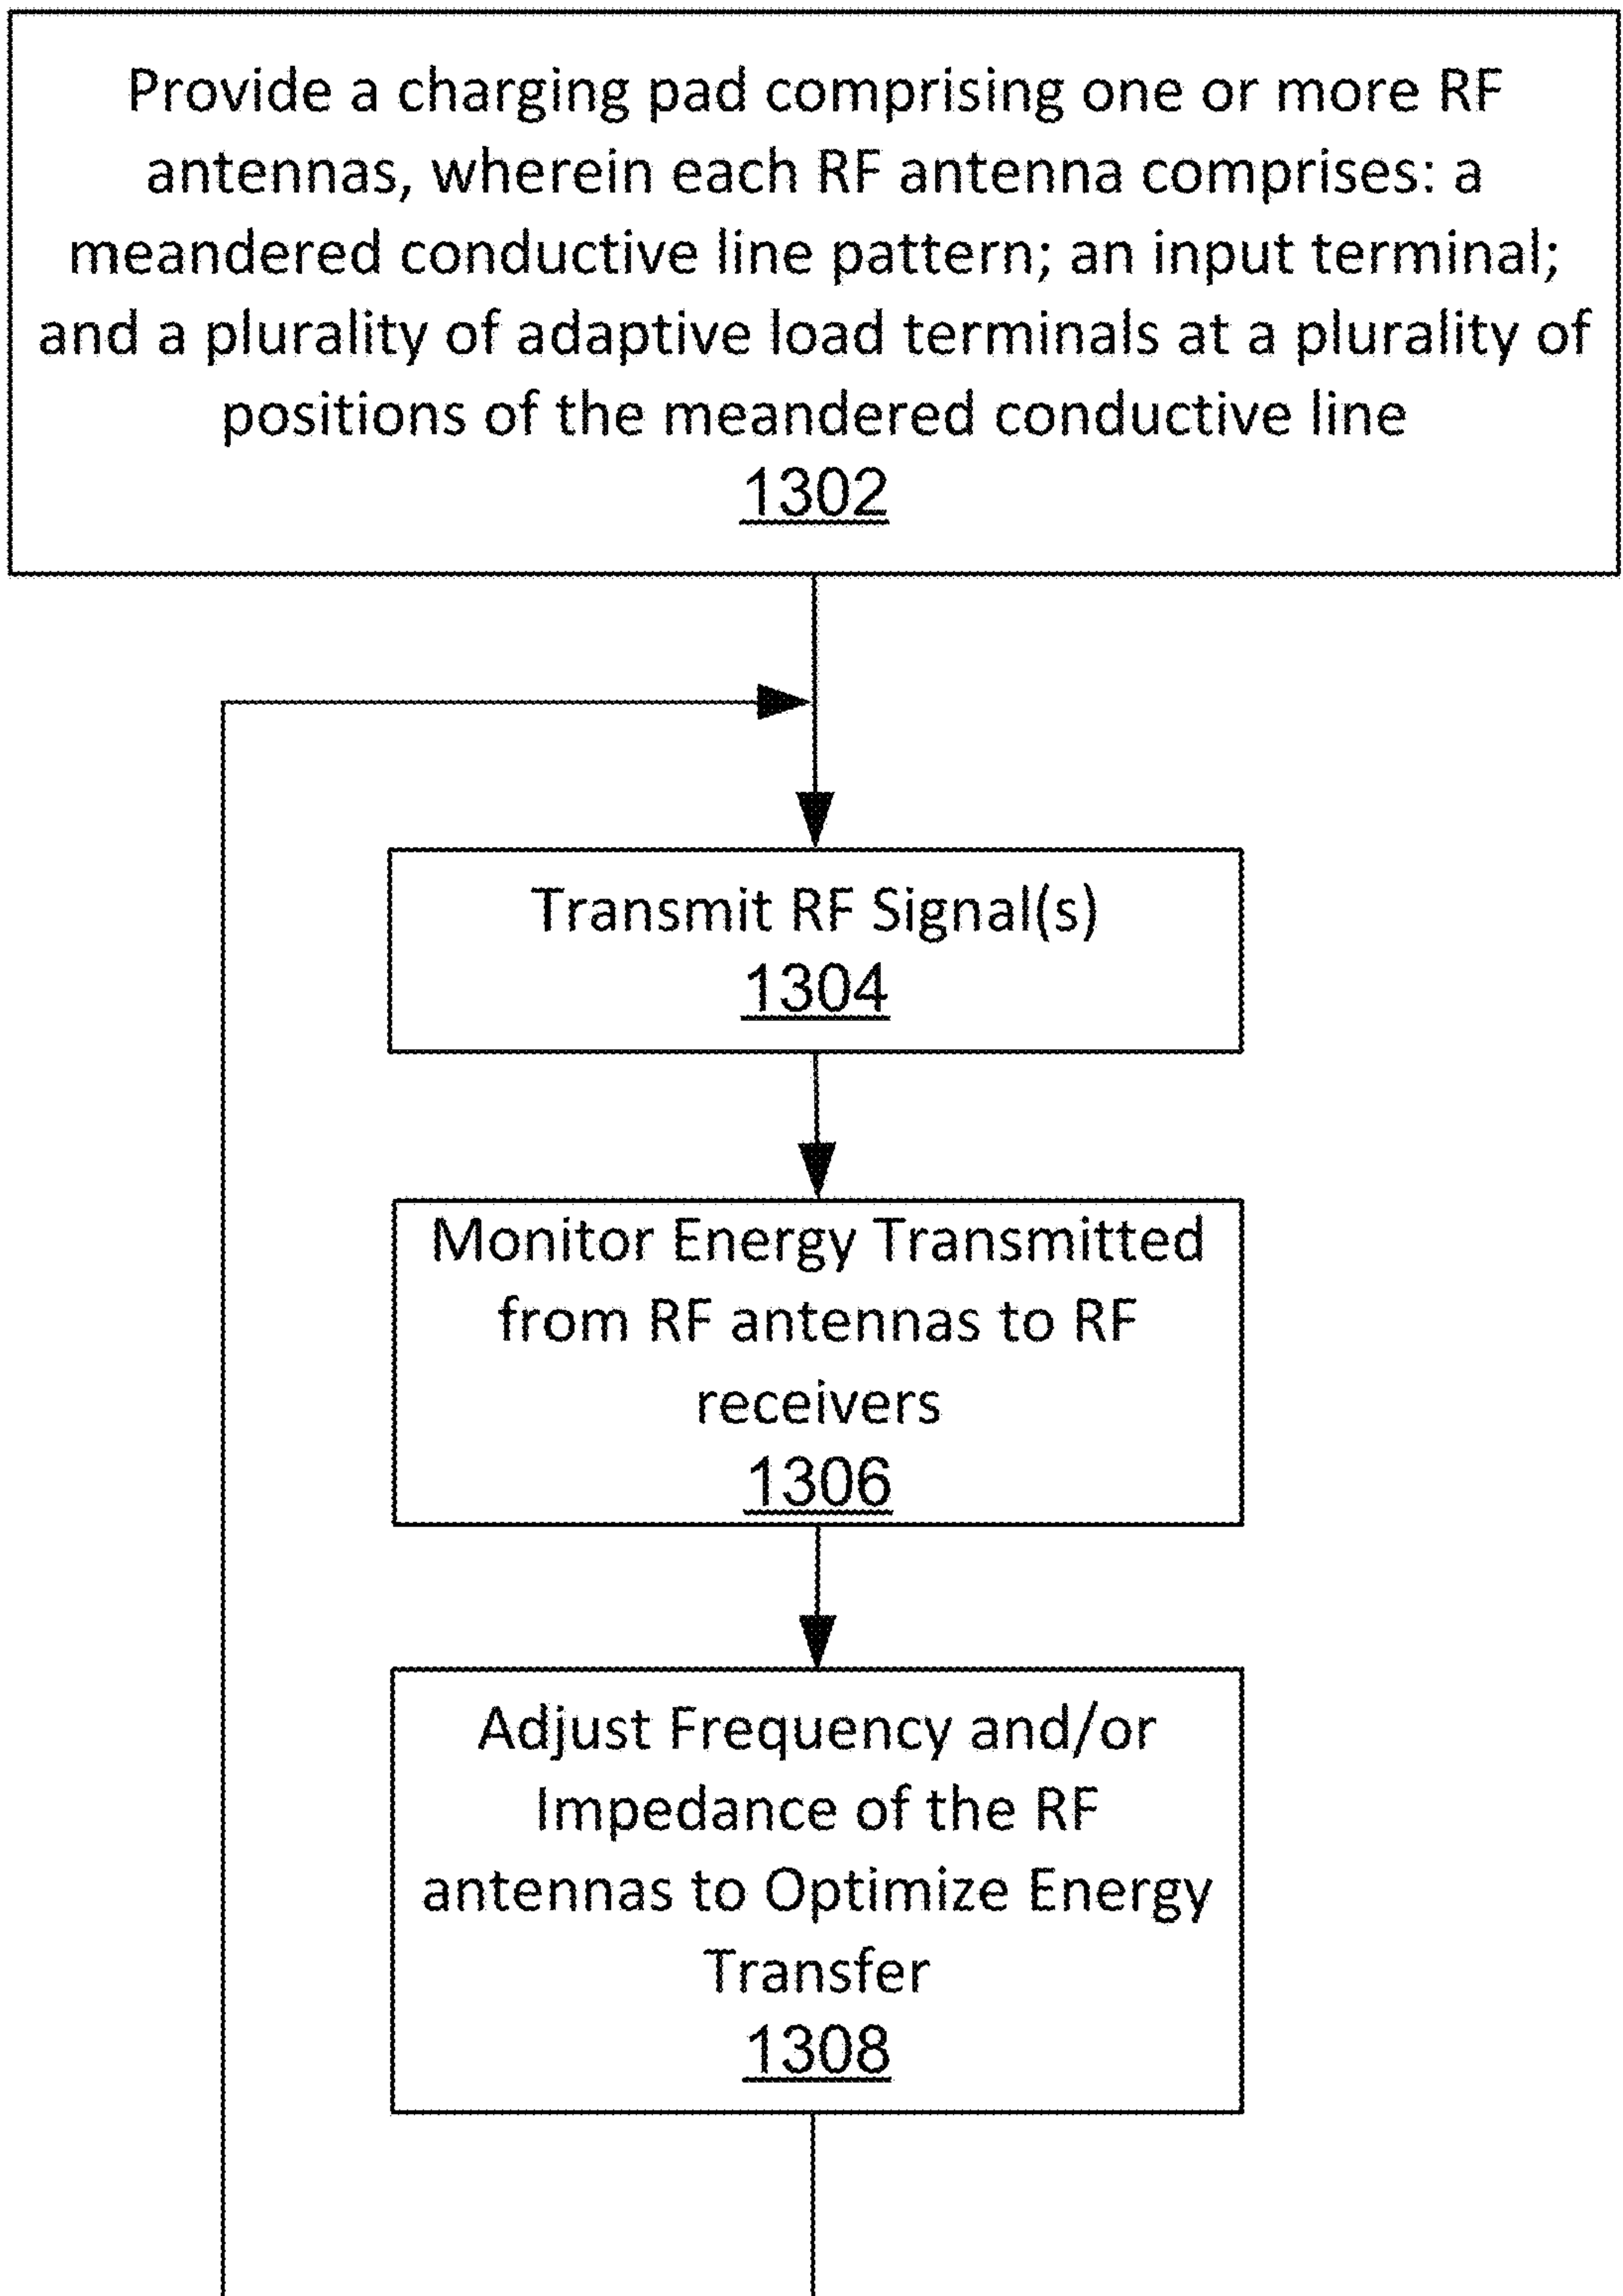 Provide a charging pad comprising one or more RF
antennas, wherein each RF antenna comprises: a
meandered conductive line pattern; an input terminal;
and a plurality of adaptive load terminals at a plurality of
positions of the meandered conductive line
1302
Transmit RF Signal(s)
1304
Monitor Energy Transmitted
from RF antennas to RF
receivers
1306
Adjust Frequency and/or
Impedance of the RF
antennas to Optimize Energy
Transfer
1308